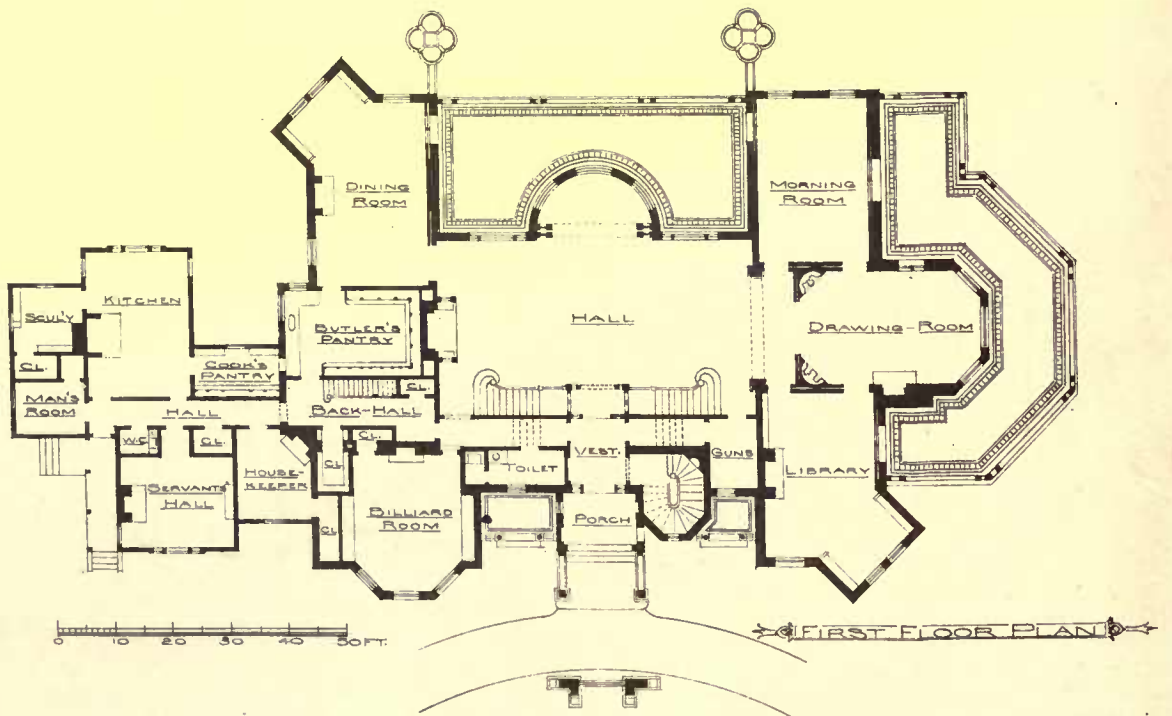 DINING
ROOM
MORNING
ROOM
KITCHEN
SCUL'Y
HALL
BUTLER'S
PANTRY
DRAWING-ROOM
CL.
COOK'S
PANTRY
MAN'S
ROOM
CL.
HALL
BACK-HALL
W.C.
CL.
CL.
VEST.
GUNS
TOILET
CL.
LIBRARY
HOUSE-
KEEPER
SERVANTS'
HALL
BILLIARD
ROOM
PORCH
CL.
0 10 20 30 40 50 FT.
FIRST FLOOR PLAN